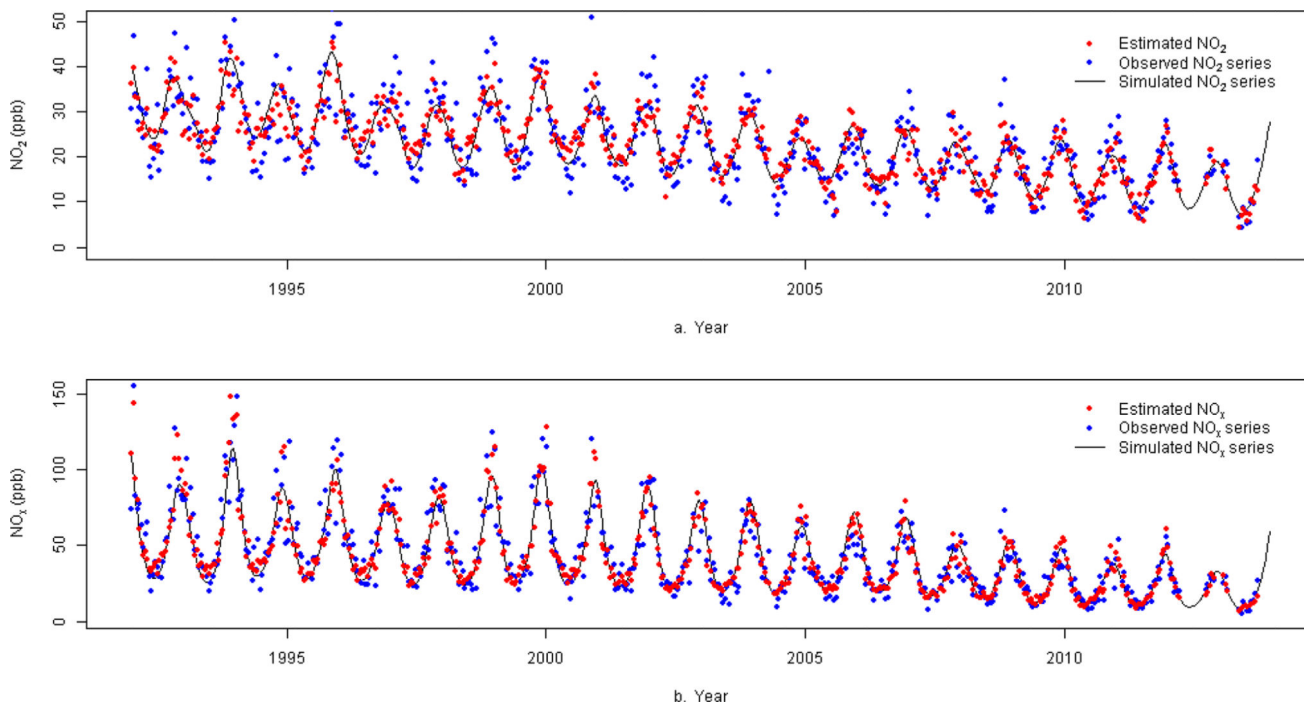 50
40
30
20
10
0
NO2 (ppb)
Estimated NO2
Observed NO2 series
Simulated NO2 series
1995 2000 2005 2010
a. Year
150
100
50
0
NOx (ppb)
Estimated NOx
Observed NOx series
Simulated NOx series
1995 2000 2005 2010
b. Year